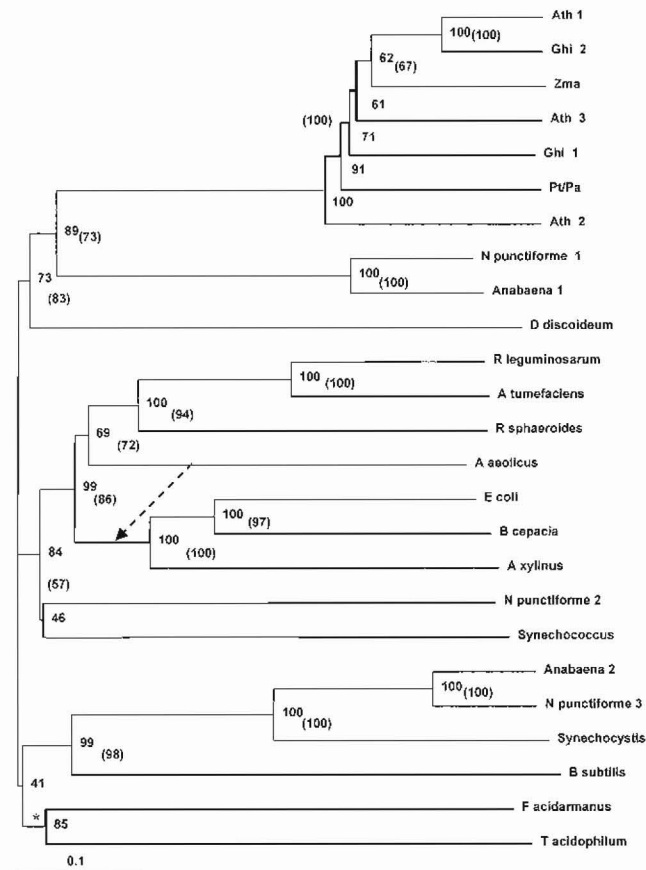 Ath 1
100(100)
Ghi 2
62(67)
Zma
61
(100)
Ath 3
71
Ghi 1
91
Pt/Pa
100
Ath 2
89(73)
N punctiforme 1
73
100(100)
(83)
Anabaena 1
D discoideum
R leguminosarum
100 (100)
A tumefaciens
100 (94)
R sphaeroides
69 (72)
A aeolicus
99 (86)
E coli
100 (97)
B cepacia
100 (100)
84
A xylinus
(57)
N punctiforme 2
46
Synechococcus
Anabaena 2
100(100)
N punctiforme 3
100 (100)
Synechocystis
99 (98)
B subtilis
41
F acidarmanus
*
85
T acidophilum
0.1